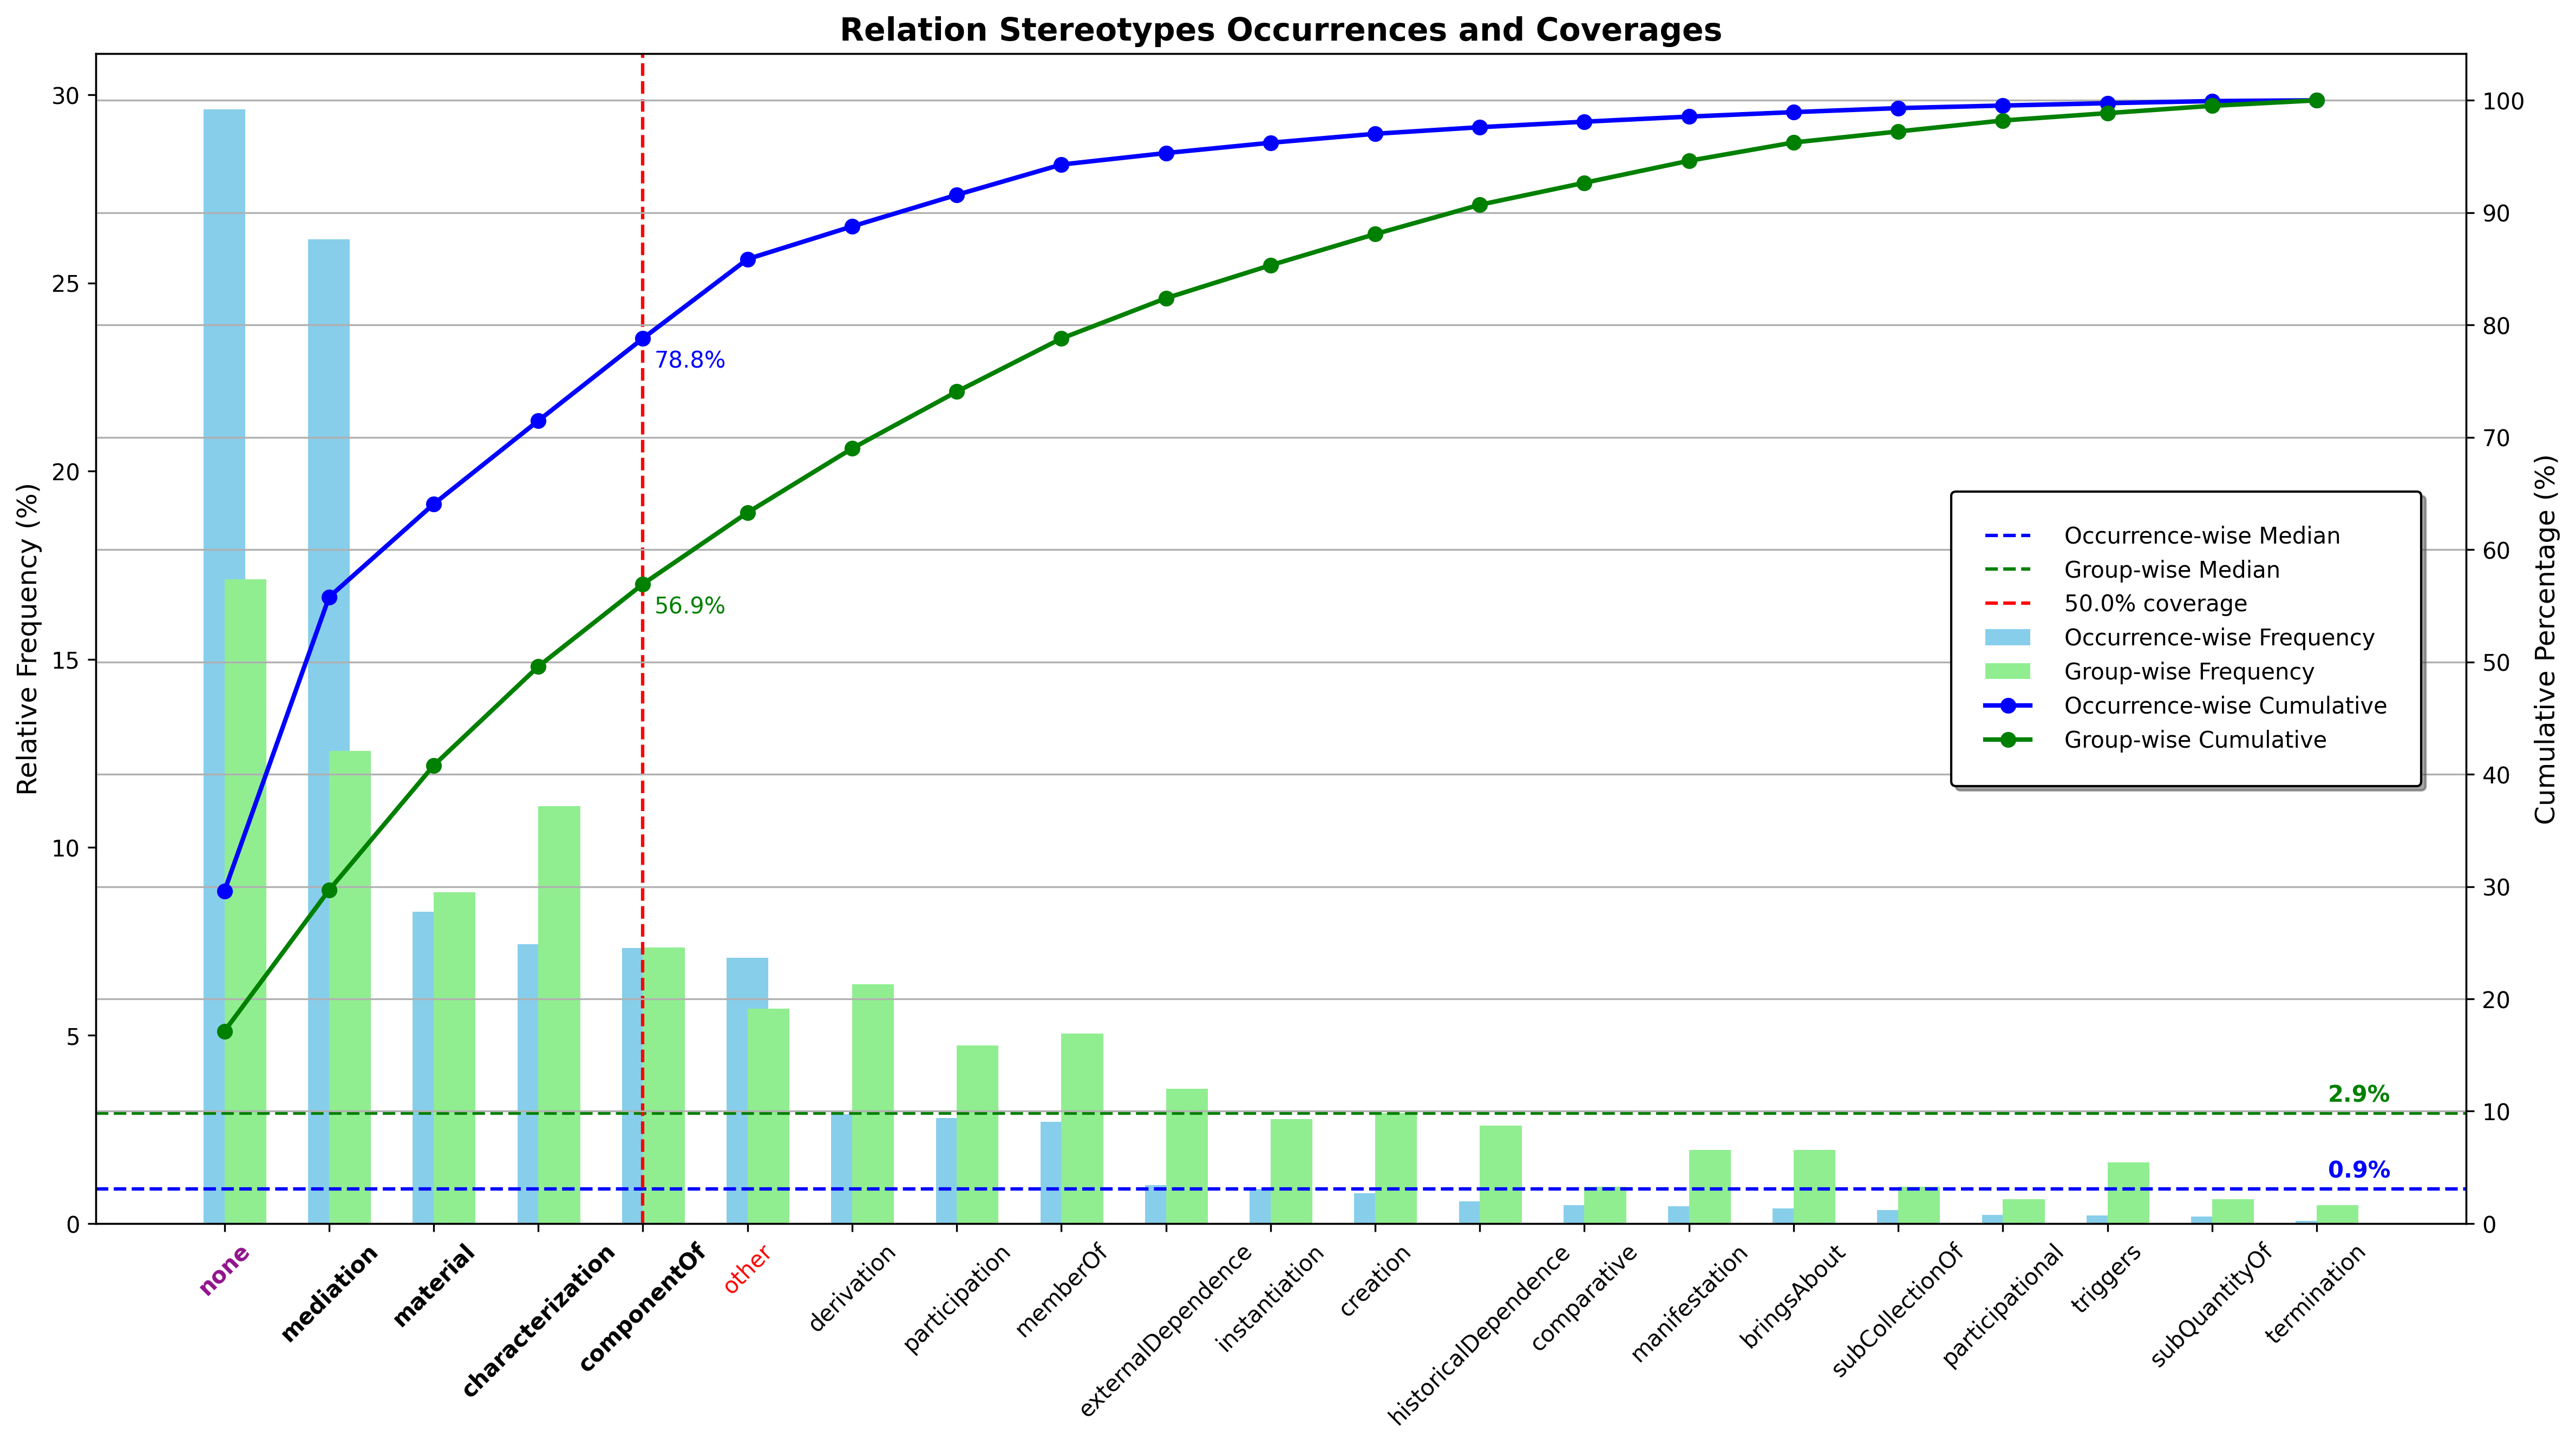 Relation Stereotypes Occurrences and Coverages
Relative Frequency (%)
30
25
20
15
10
5
0
100
90
80
70
60
50
40
30
20
10
0
Cumulative Percentage (%)
78.8%
56.9%
Occurrence-wise Median
Group-wise Median
50.0% coverage
Occurrence-wise Frequency
Group-wise Frequency
Occurrence-wise Cumulative
Group-wise Cumulative
2.9%
0.9%
none
mediation
material
characterization
componentOf
other
derivation
participation
memberOf
externalDependence
instantiation
creation
historicalDependence
comparative
manifestation
bringsAbout
subCollectionOf
participational
triggers
subQuantityOf
termination